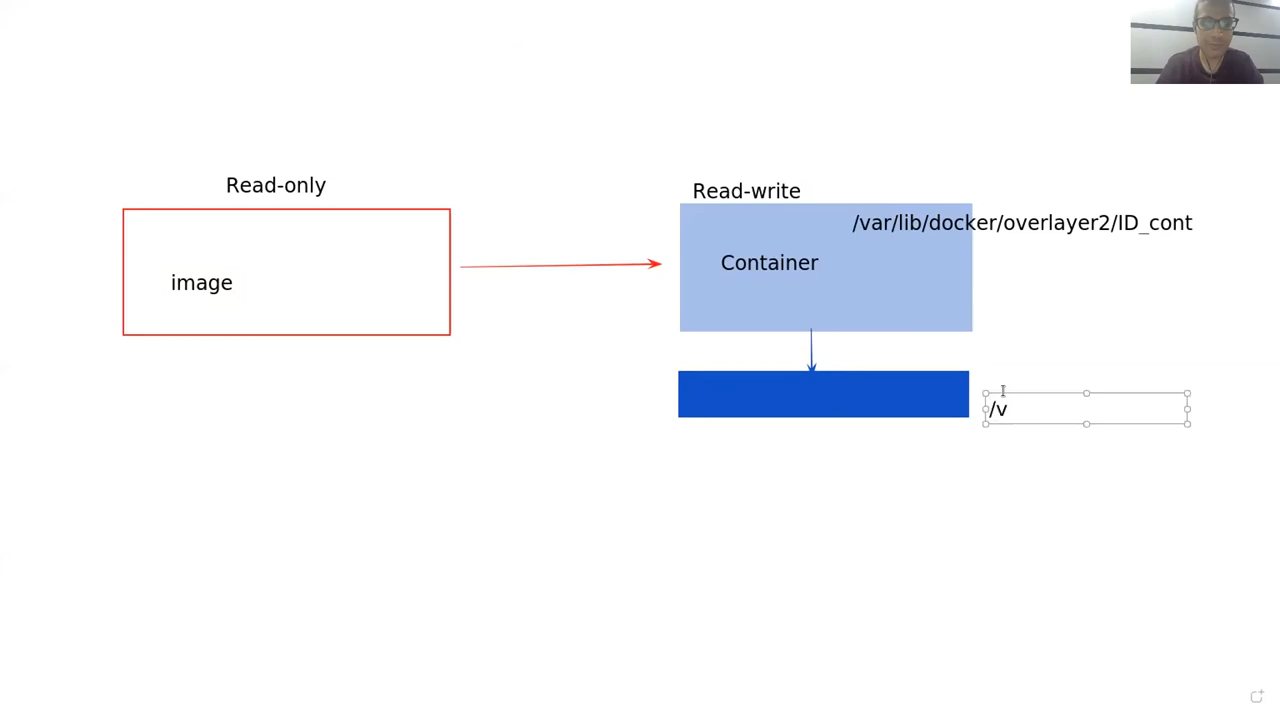 Read-only
Read-write
/var/lib/docker/overlayer2/ID_cont
Container
image
/v